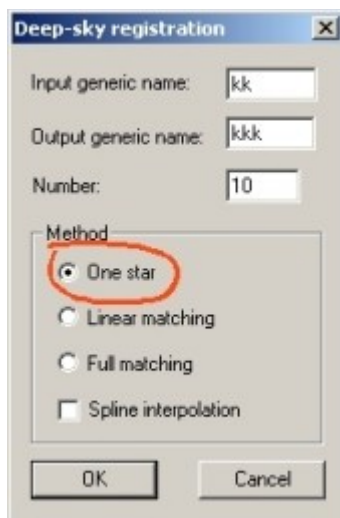 Deep-sky registration
Input generic name: kk
Output generic name: kkk
Number: 10
Method
One star
Linear matching
Full matching
Spline interpolation
OK Cancel